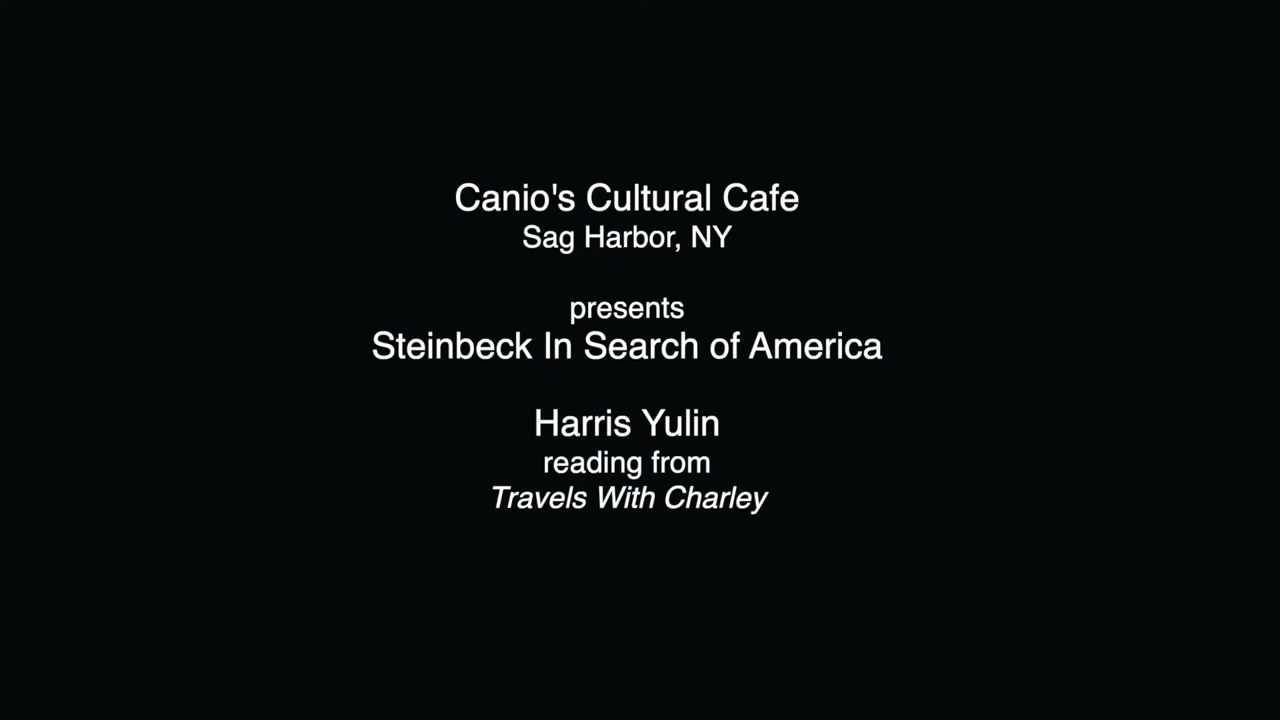 Canio's Cultural Cafe
Sag Harbor, NY
presents
Steinbeck In Search of America
Harris Yulin
reading from
Travels With Charley